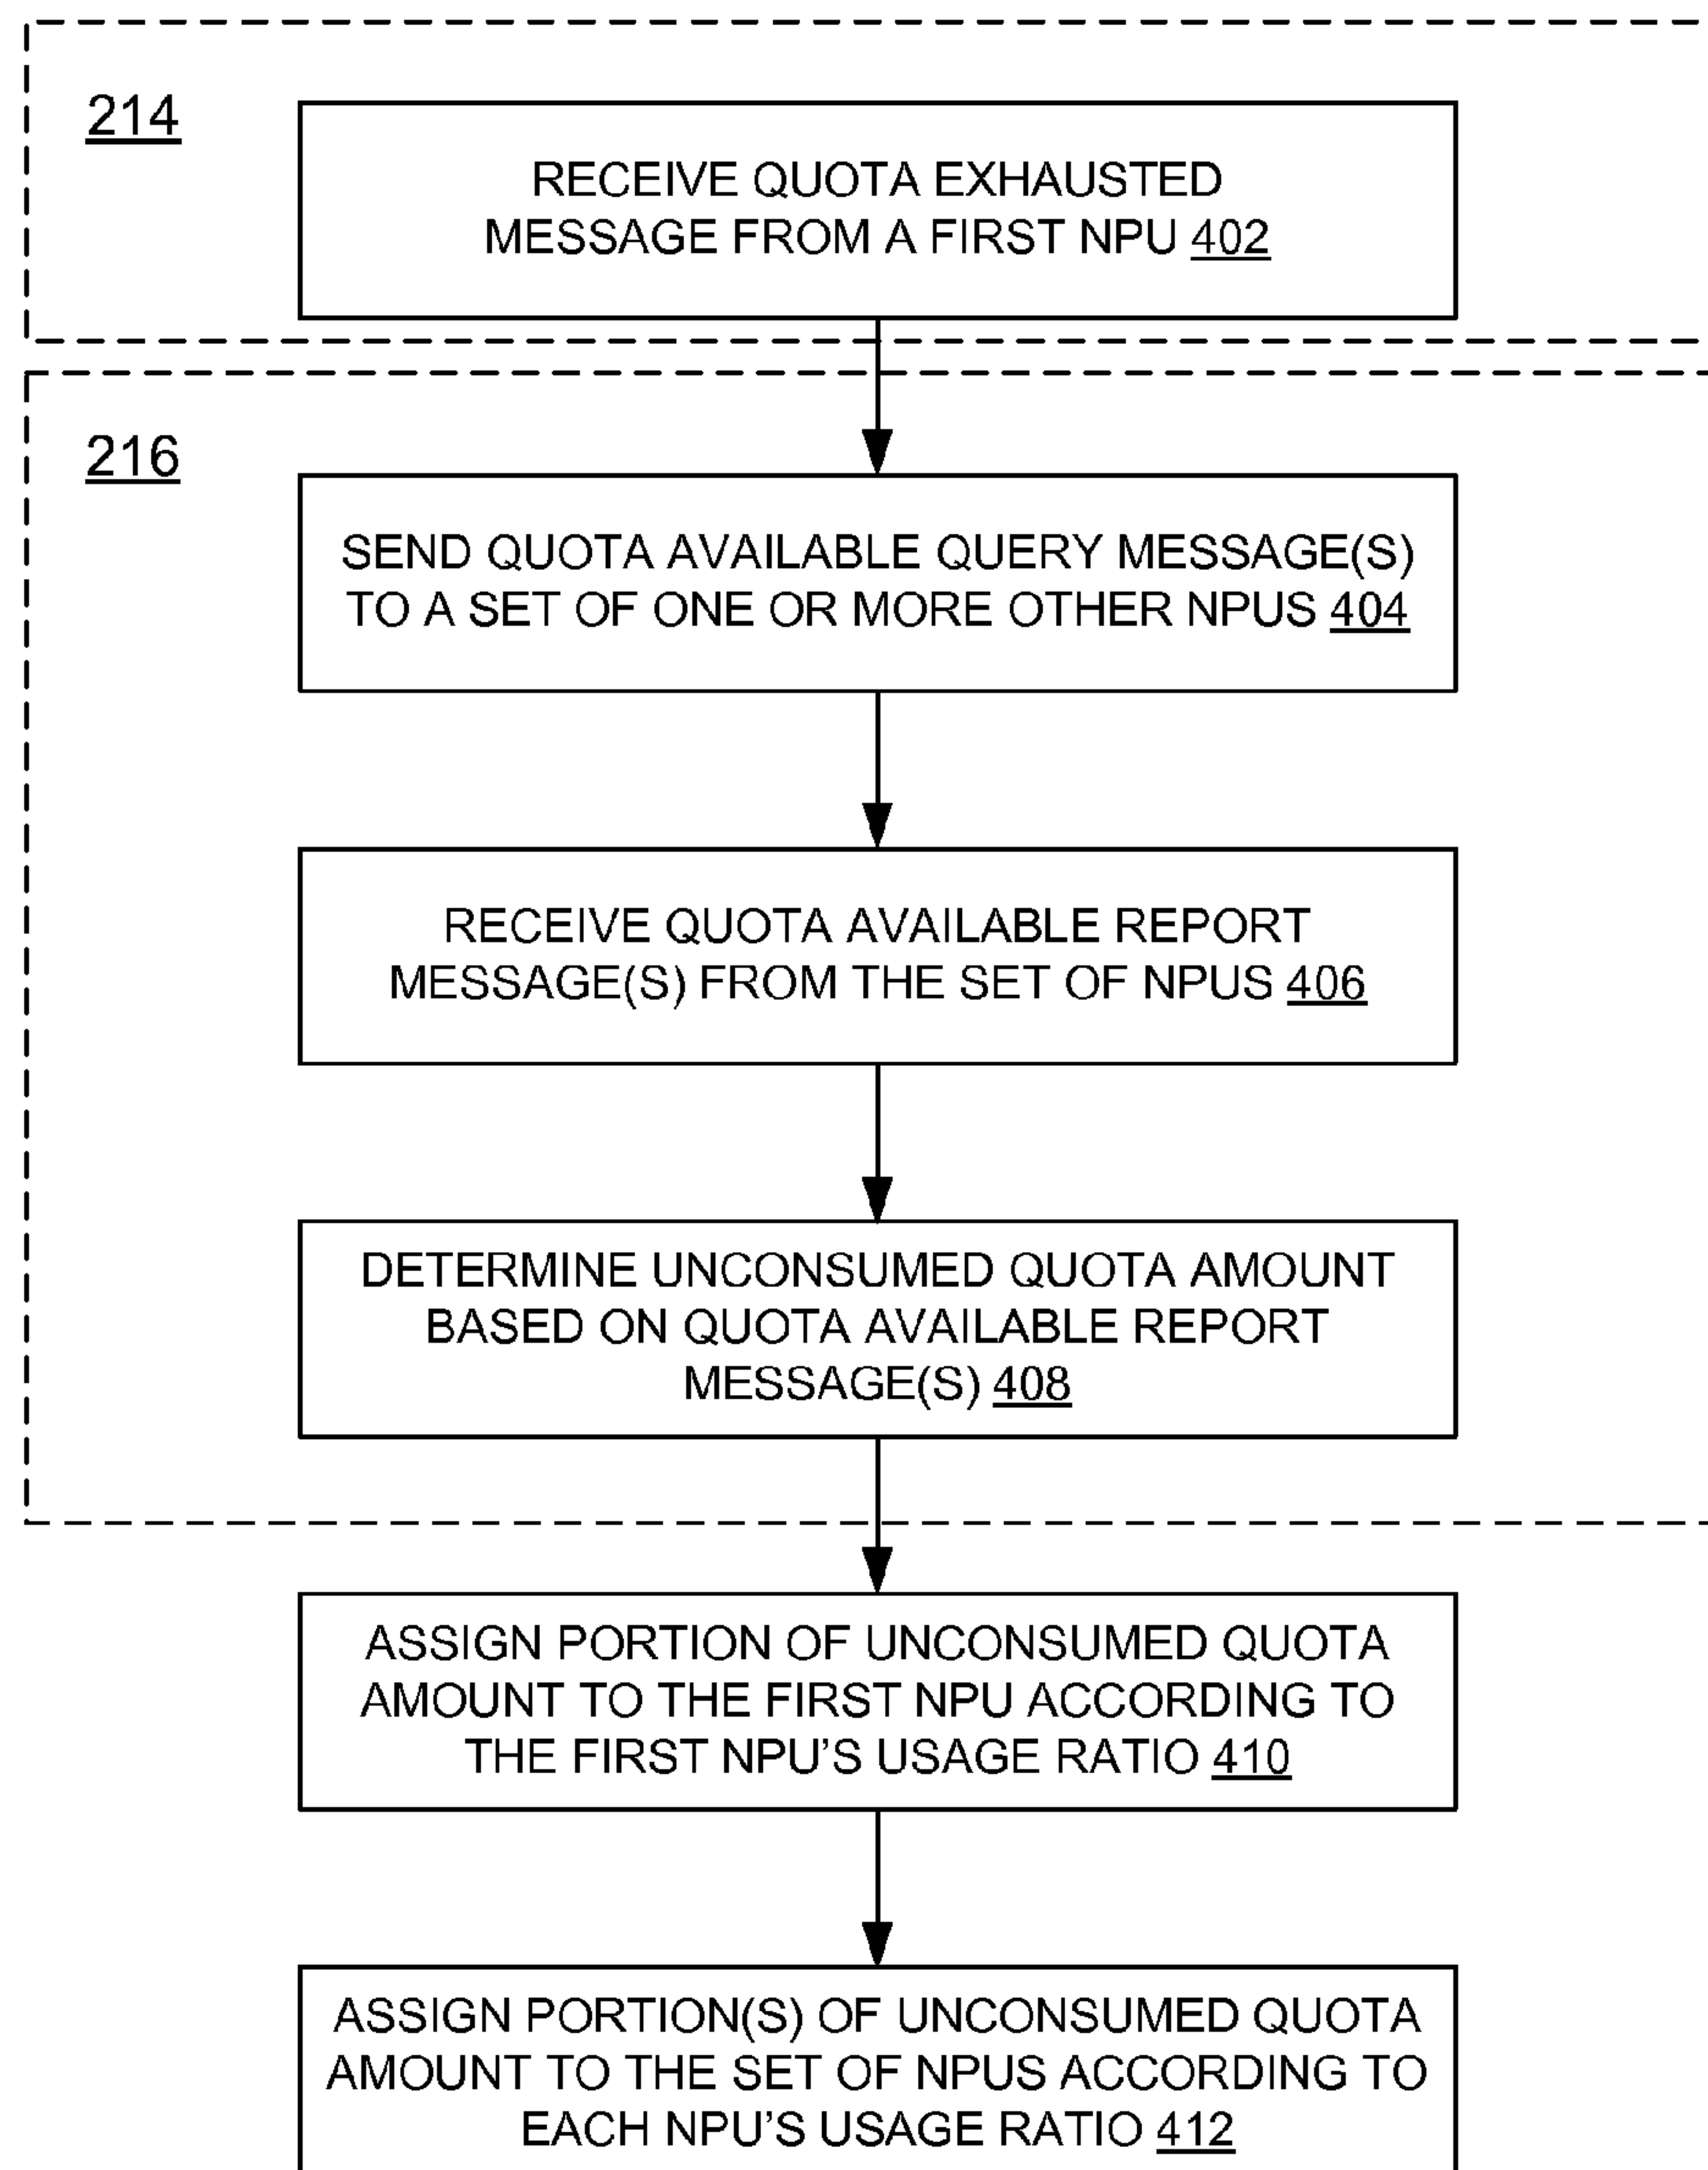 214
RECEIVE QUOTA EXHAUSTED
MESSAGE FROM A FIRST NPU 402
216
SEND QUOTA AVAILABLE QUERY MESSAGE(S)
TO A SET OF ONE OR MORE OTHER NPUS 404
RECEIVE QUOTA AVAILABLE REPORT
MESSAGE(S) FROM THE SET OF NPUS 406
DETERMINE UNCONSUMED QUOTA AMOUNT
BASED ON QUOTA AVAILABLE REPORT
MESSAGE(S) 408
ASSIGN PORTION OF UNCONSUMED QUOTA
AMOUNT TO THE FIRST NPU ACCORDING TO
THE FIRST NPU'S USAGE RATIO 410
ASSIGN PORTION(S) OF UNCONSUMED QUOTA
AMOUNT TO THE SET OF NPUS ACCORDING TO
EACH NPU'S USAGE RATIO 412